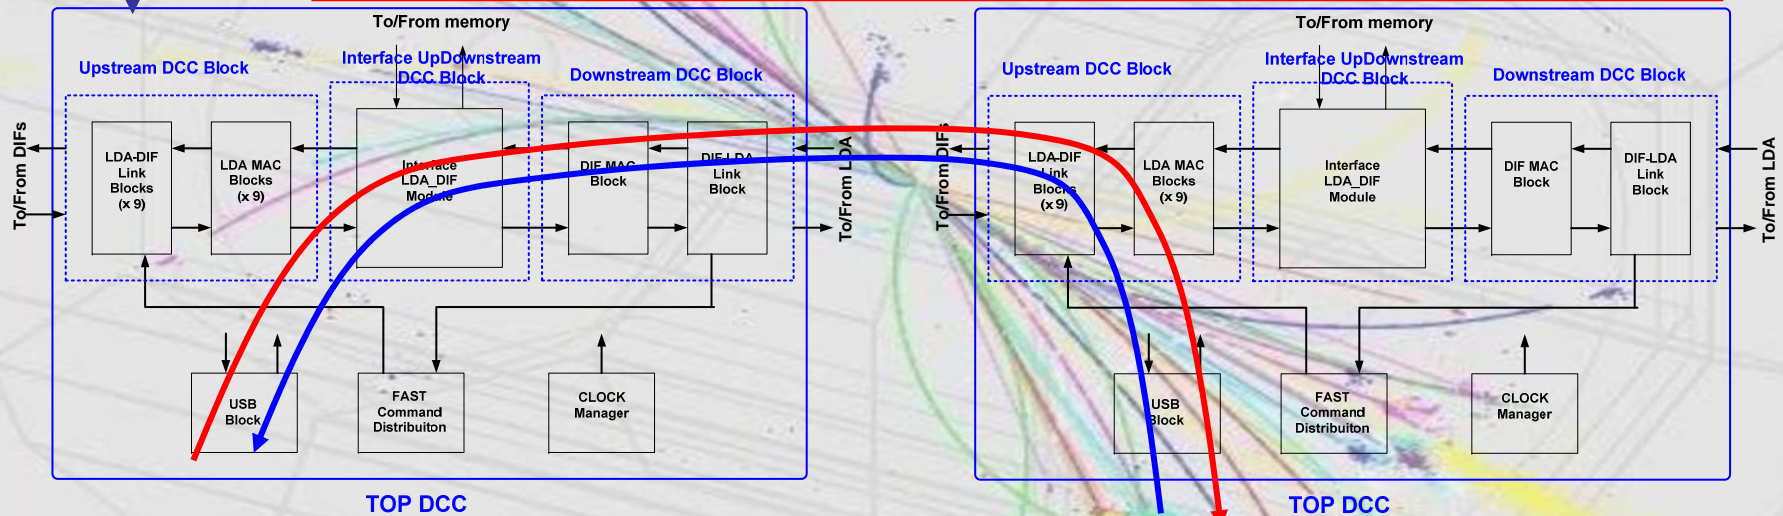 To/From memory
Interface UpDownstream
DCC Block
Upstream DCC Block
Downstream DCC Block
To/From DIFs
LDA-DIF
Link
Blocks
(x 9)
LDA MAC
Blocks
(x 9)
Interface
LDA_DIF
Module
DIF MAC
Block
DIF-LDA
Link
Block
To/From LDA
USB
Block
FAST
Command
Distribuiton
CLOCK
Manager
TOP DCC
To/From memory
Interface UpDownstream
DCC Block
Upstream DCC Block
Downstream DCC Block
To/From DIFs
LDA-DIF
Link
Blocks
(x 9)
LDA MAC
Blocks
(x 9)
Interface
LDA_DIF
Module
DIF MAC
Block
DIF-LDA
Link
Block
To/From LDA
USB
Block
FAST
Command
Distribuiton
CLOCK
Manager
TOP DCC